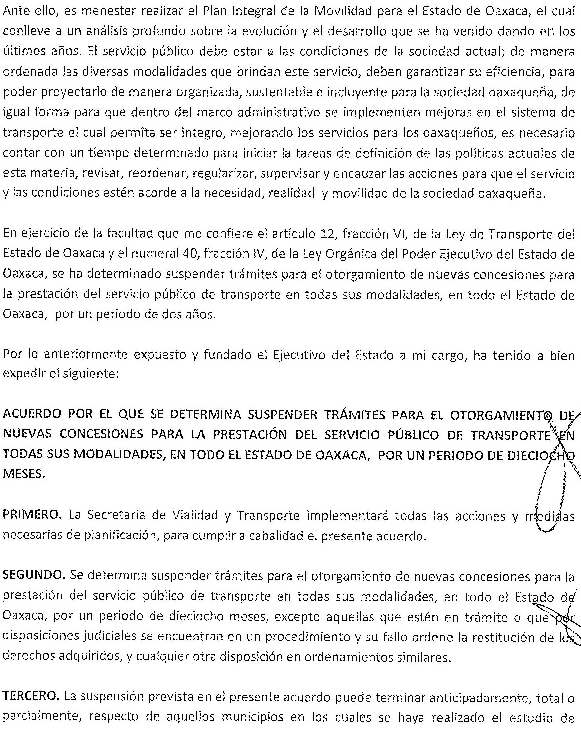 Ante ello, es menester realizar el Plan Integral de la Movilidad para el Estado de Oaxaca, el cual
conlleve a un análisis profundo sobre la evolución y el desarrollo que se ha venido dando en los
últimos años. El servicio público debe estar a las condiciones de la sociedad actual; de manera
ordenada las diversas modalidades que brindan este servicio, deben garantizar su eficiencia, para
poder proyectarlo de manera organizada, sustentable e incluyente para la sociedad oaxaqueña, de
igual forma para que dentro del marco administrativo se implementen mejoras en el sistema de
transporte el cual permita ser íntegro, mejorando los servicios para los oaxaqueños, es necesario
contar con un tiempo determinado para iniciar la tareas de definición de las políticas actuales de
esta materia, revisar, reordenar, regularizar, supervisar y encauzar las acciones para que el servicio
y las condiciones estén acorde a la necesidad, realidad y movilidad de la sociedad oaxaqueña.

En ejercicio de la facultad que me confiere el artículo 12, fracción VI, de la Ley de Transporte del
Estado de Oaxaca y el numeral 40, fracción IV, de la Ley Orgánica del Poder Ejecutivo del Estado de
Oaxaca, se ha determinado suspender trámites para el otorgamiento de nuevas concesiones para
la prestación del servicio público de transporte en todas sus modalidades, en todo el Estado de
Oaxaca, por un periodo de dos años.

Por lo anteriormente expuesto y fundado el Ejecutivo del Estado a mi cargo, ha tenido a bien
expedir el siguiente:

ACUERDO POR EL QUE SE DETERMINA SUSPENDER TRÁMITES PARA EL OTORGAMIENTO DE
NUEVAS CONCESIONES PARA LA PRESTACIÓN DEL SERVICIO PÚBLICO DE TRANSPORTE EN
TODAS SUS MODALIDADES, EN TODO EL ESTADO DE OAXACA, POR UN PERIODO DE DIECIOCHO
MESES.

PRIMERO. La Secretaría de Vialidad y Transporte implementará todas las acciones y medidas
necesarias de planificación, para cumplir a cabalidad el presente acuerdo.

SEGUNDO. Se determina suspender trámites para el otorgamiento de nuevas concesiones para la
prestación del servicio público de transporte en todas sus modalidades, en todo el Estado de
Oaxaca, por un periodo de dieciocho meses, excepto aquellas que estén en trámite o que por
disposiciones judiciales se encuentran en un procedimiento y su fallo ordene la restitución de los
derechos adquiridos, y cualquier otra disposición en ordenamientos similares.

TERCERO. La suspensión prevista en el presente acuerdo puede terminar anticipadamente, total o
parcialmente, respecto de aquellos municipios en los cuales se haya realizado el estudio de